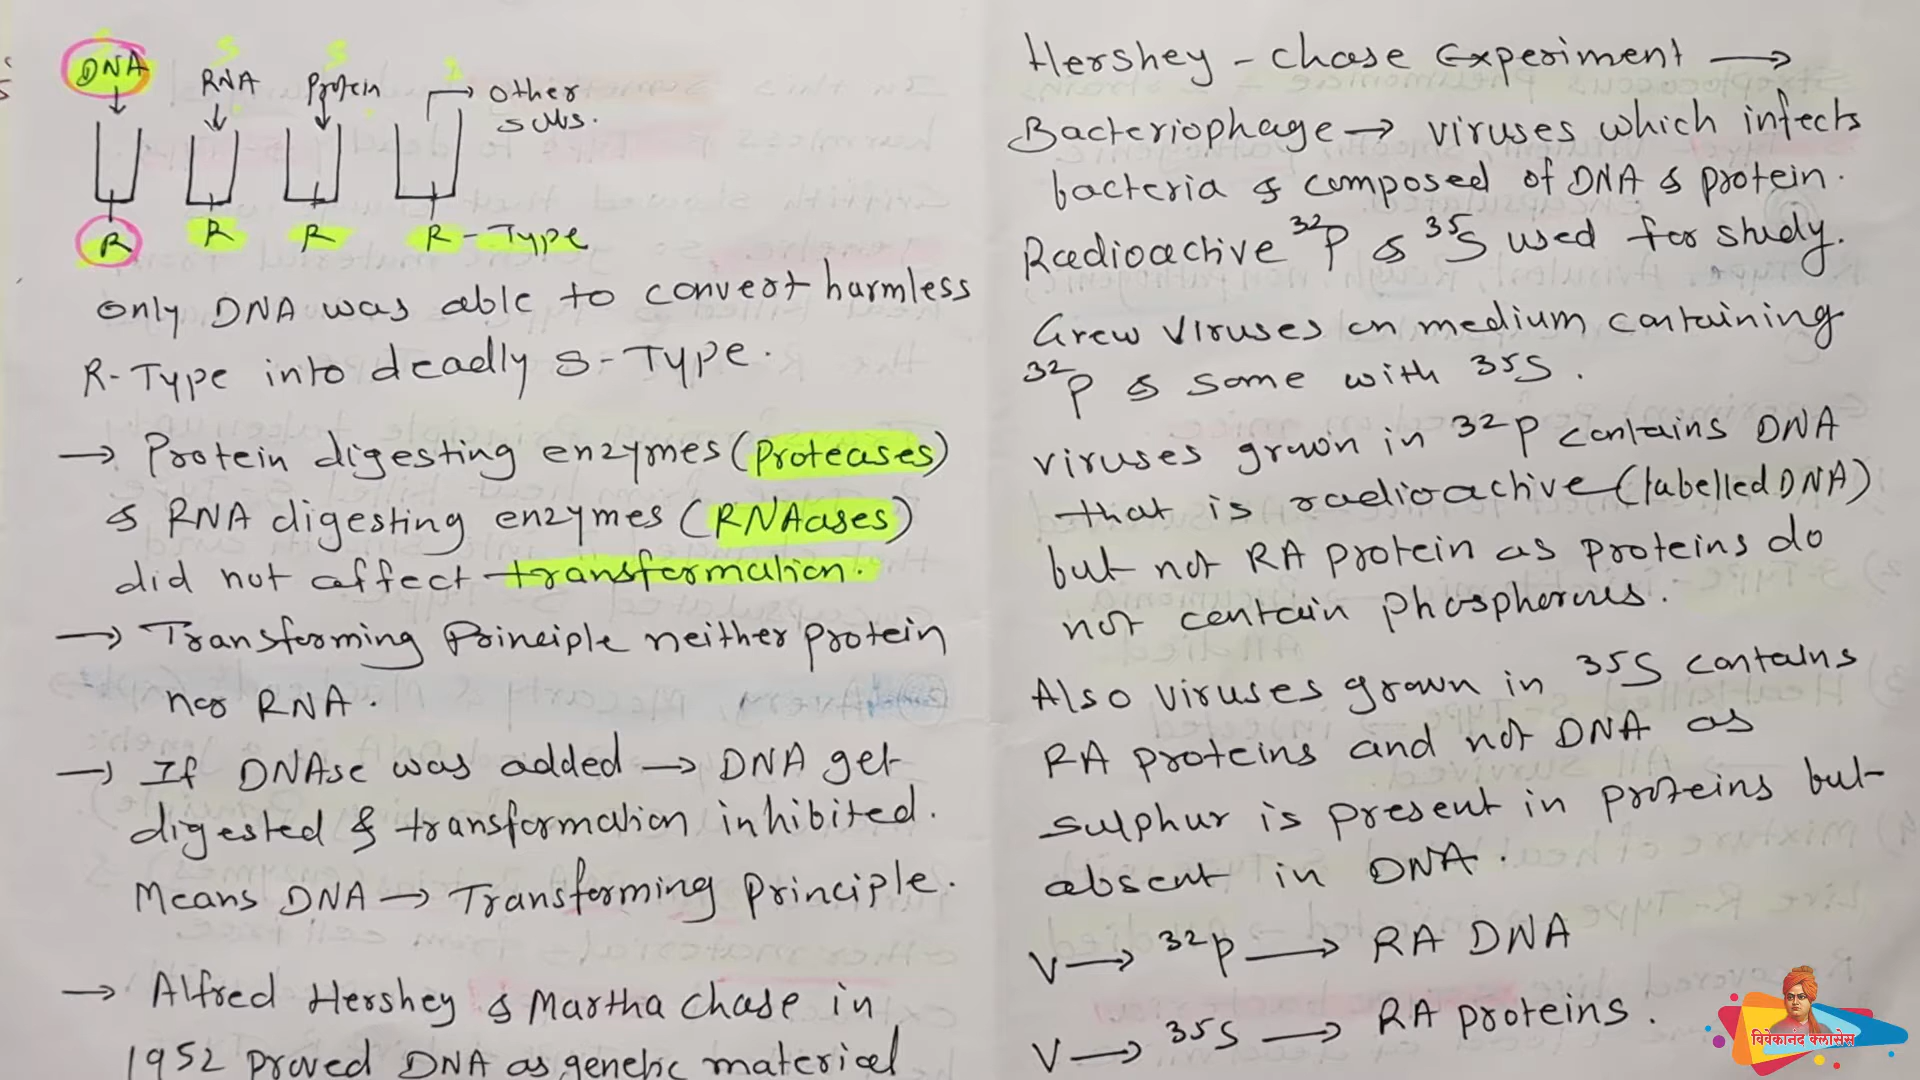 DNA
RNA
Protein
Other
subs.
R
R
R
R - Type
Only DNA was able to convert harmless
R-Type into deadly S-Type.
→ Protein digesting enzymes (Proteases)
& RNA digesting enzymes (RNAases)
did not affect transformation.
→ Transforming Principle neither protein
nor RNA.
→ If DNAse was added → DNA get
digested & transformation inhibited.
Means DNA → Transforming principle.
→ Alfred Hershey & Martha Chase in
1952 proved DNA as genetic material
Hershey - Chase Experiment →
Bacteriophage → viruses which infects
bacteria & composed of DNA & protein.
Radioactive ³²P & ³⁵S used for study.
Grew viruses on medium containing
³²P & some with 35S.
viruses grown in 32P contains DNA
that is radioactive (labelled DNA)
but not RA protein as proteins do
not contain phosphorus.
Also viruses grown in 35S contains
RA proteins and not DNA as
sulphur is present in proteins but
absent in DNA.
V → ³²P → RA DNA
V → 35S → RA proteins.
विवेकानंद क्लासेस